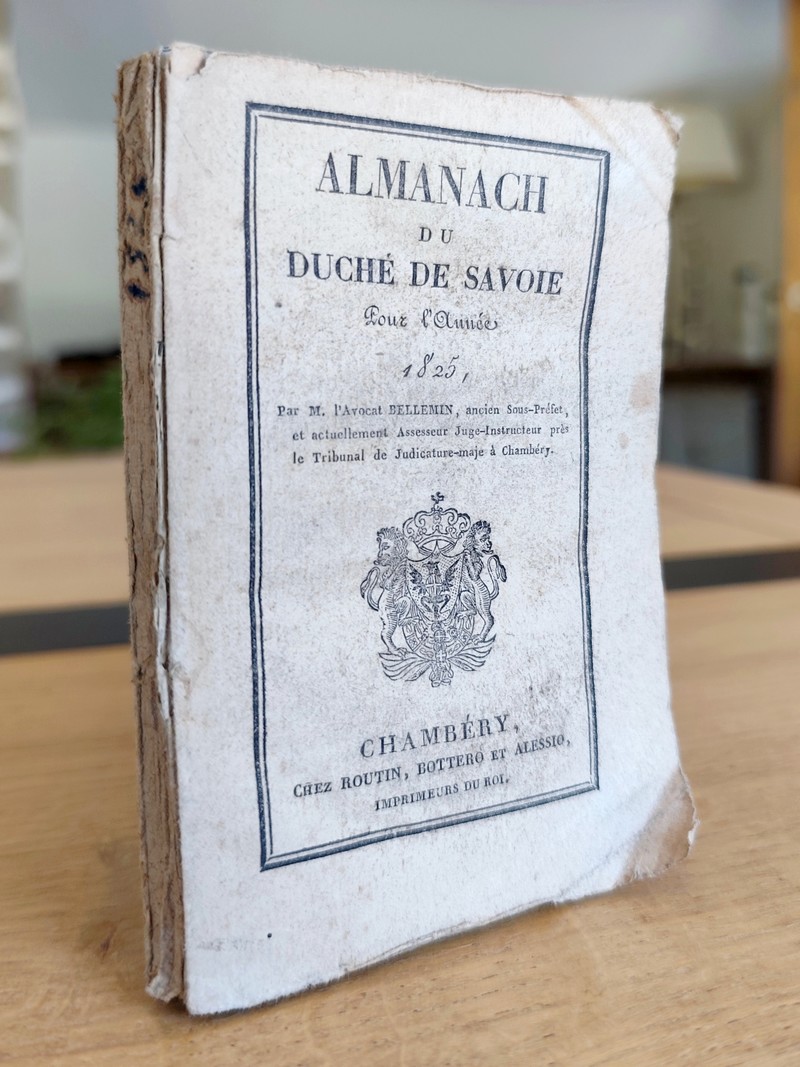 ALMANACH
DU
DUCHÉ DE SAVOIE
Pour l'Année
1825,
Par M. l'Avocat BELLEMIN, ancien Sous-Préfet,
et actuellement Assesseur Juge-Instructeur près
le Tribunal de Judicature-maje à Chambéry.
CHAMBÉRY,
CHEZ ROUTIN, BOTTERO ET ALESSIO,
IMPRIMEURS DU ROI.